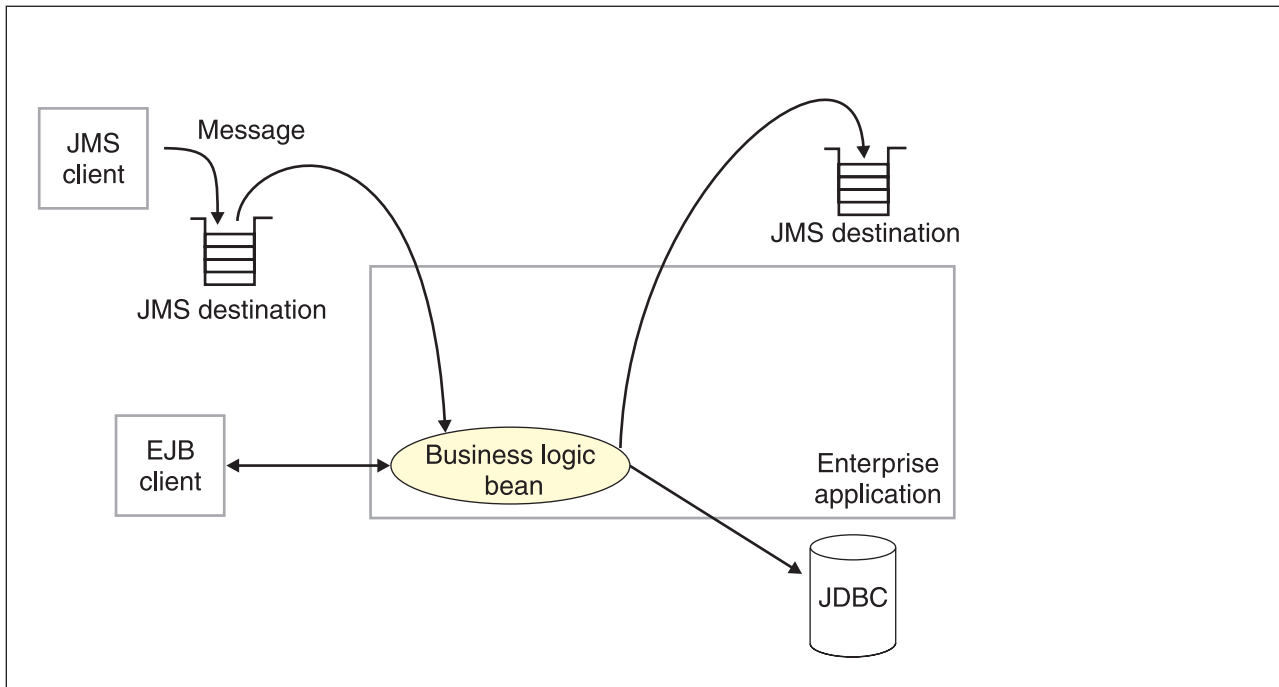 JMS
client
Message
JMS destination
JMS destination
EJB
client
Business logic
bean
Enterprise
application
JDBC